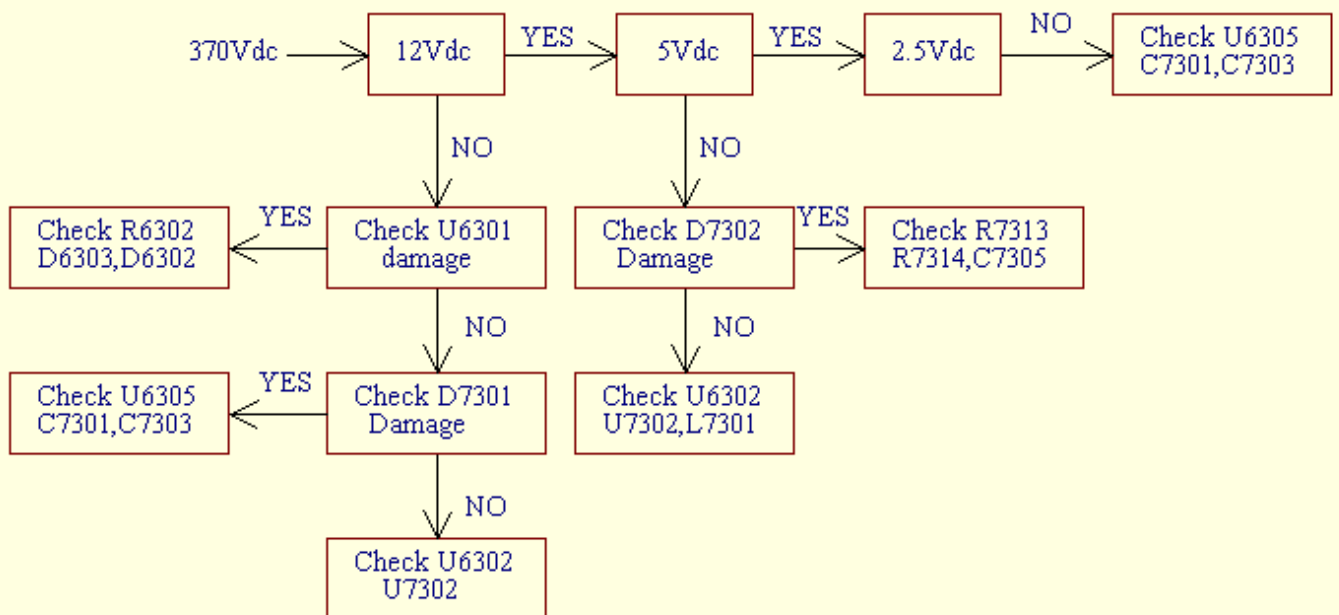 370Vdc
12Vdc
YES
5Vdc
YES
2.5Vdc
NO
Check U6305
C7301,C7303
NO
NO
Check R6302
D6303,D6302
YES
Check U6301
damage
Check D7302
Damage
YES
Check R7313
R7314,C7305
NO
NO
Check U6305
C7301,C7303
YES
Check D7301
Damage
Check U6302
U7302,L7301
NO
Check U6302
U7302